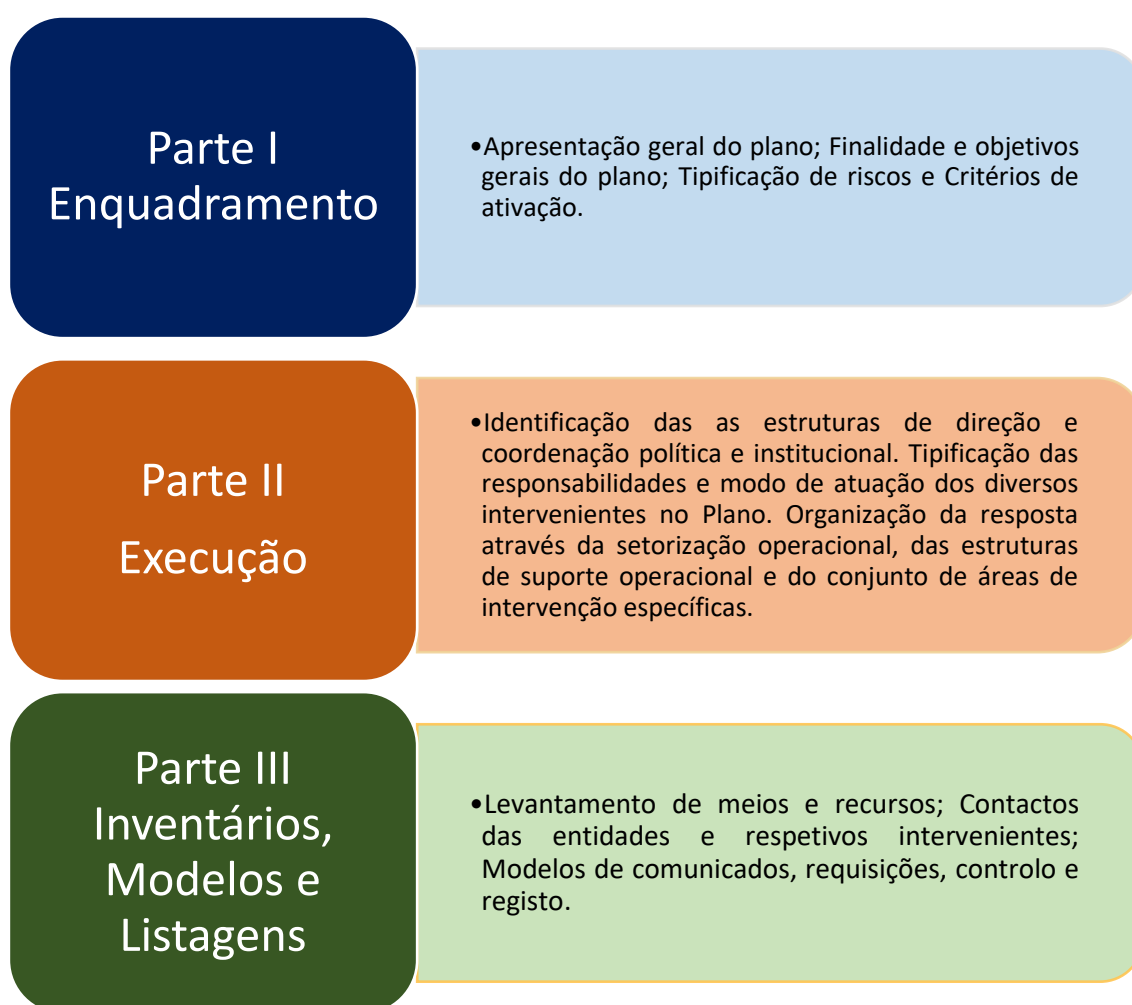 Parte I
Enquadramento
•Apresentação geral do plano; Finalidade e objetivos
gerais do plano; Tipificação de riscos e Critérios de
ativação.
Parte II
Execução
•Identificação das as estruturas de direção e
coordenação política e institucional. Tipificação das
responsabilidades e modo de atuação dos diversos
intervenientes no Plano. Organização da resposta
através da setorização operacional, das estruturas
de suporte operacional e do conjunto de áreas de
intervenção específicas.
Parte III
Inventários,
Modelos e
Listagens
•Levantamento de meios e recursos; Contactos
das entidades e respetivos intervenientes;
Modelos de comunicados, requisições, controlo e
registo.